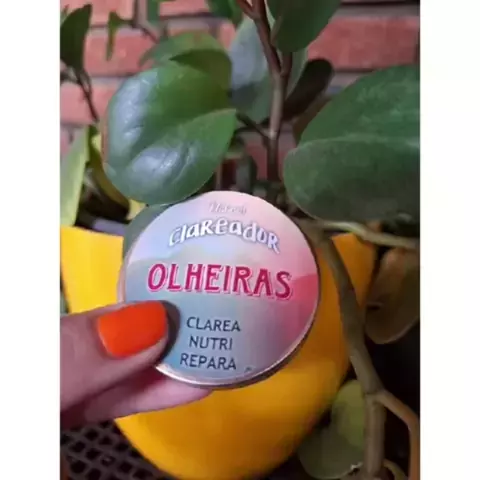 Clareador
OLHEIRAS
CLAREA
NUTRI
REPARA